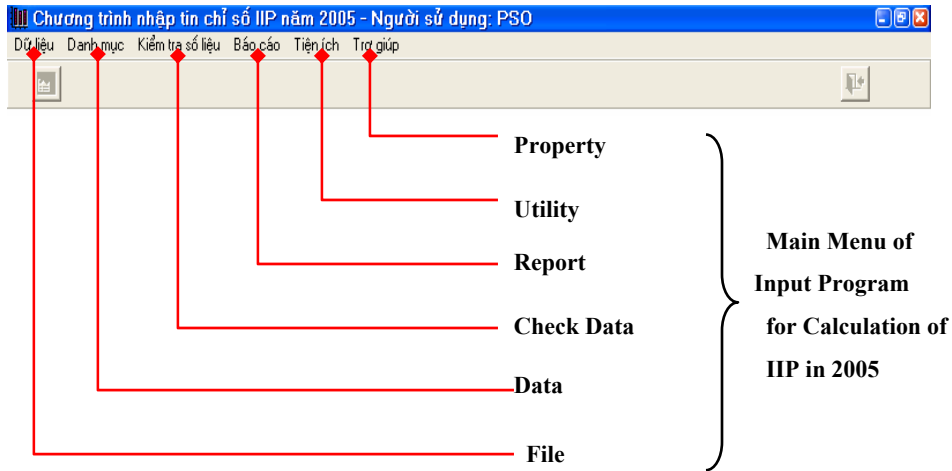 Chương trình nhập tin chỉ số IIP năm 2005 - Người sử dụng: PSO
Dữ liệu Danh mục Kiểm tra số liệu Báo cáo Tiện ích Trợ giúp
Property
Utility
Report
Check Data
Data
File
Main Menu of
Input Program
for Calculation of
IIP in 2005